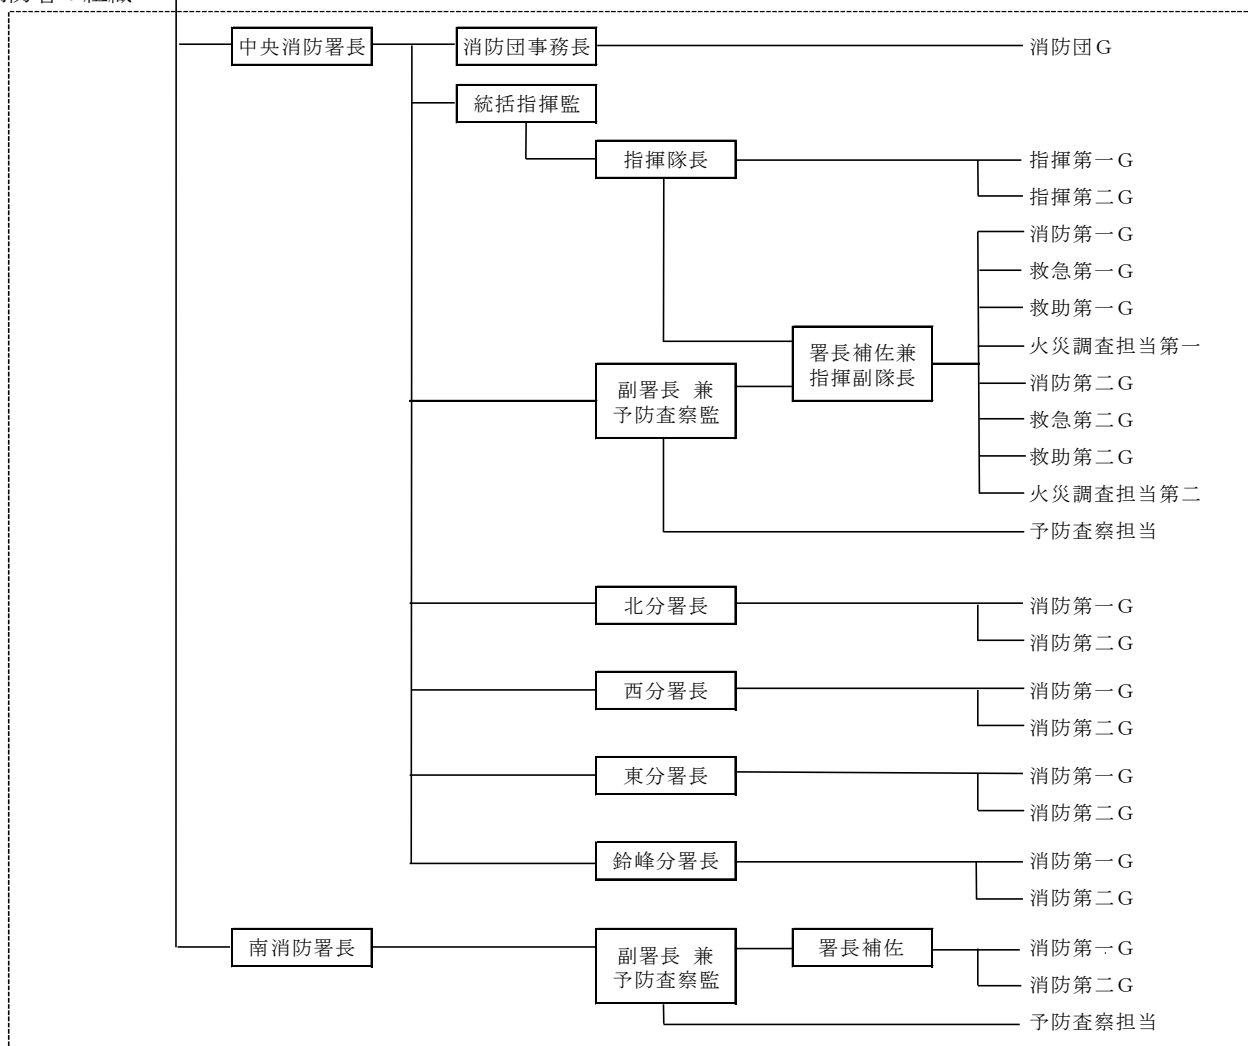 中央消防署長
消防団事務長
消防団G
統括指揮監
指揮隊長
指揮第一G
指揮第二G
消防第一G
救急第一G
救助第一G
火災調査担当第一
消防第二G
救急第二G
救助第二G
火災調査担当第二
署長補佐兼
指揮副隊長
副署長 兼
予防査察監
予防査察担当
北分署長
消防第一G
消防第二G
西分署長
消防第一G
消防第二G
東分署長
消防第一G
消防第二G
鈴峰分署長
消防第一G
消防第二G
南消防署長
副署長 兼
予防査察監
署長補佐
消防第一G
消防第二G
予防査察担当